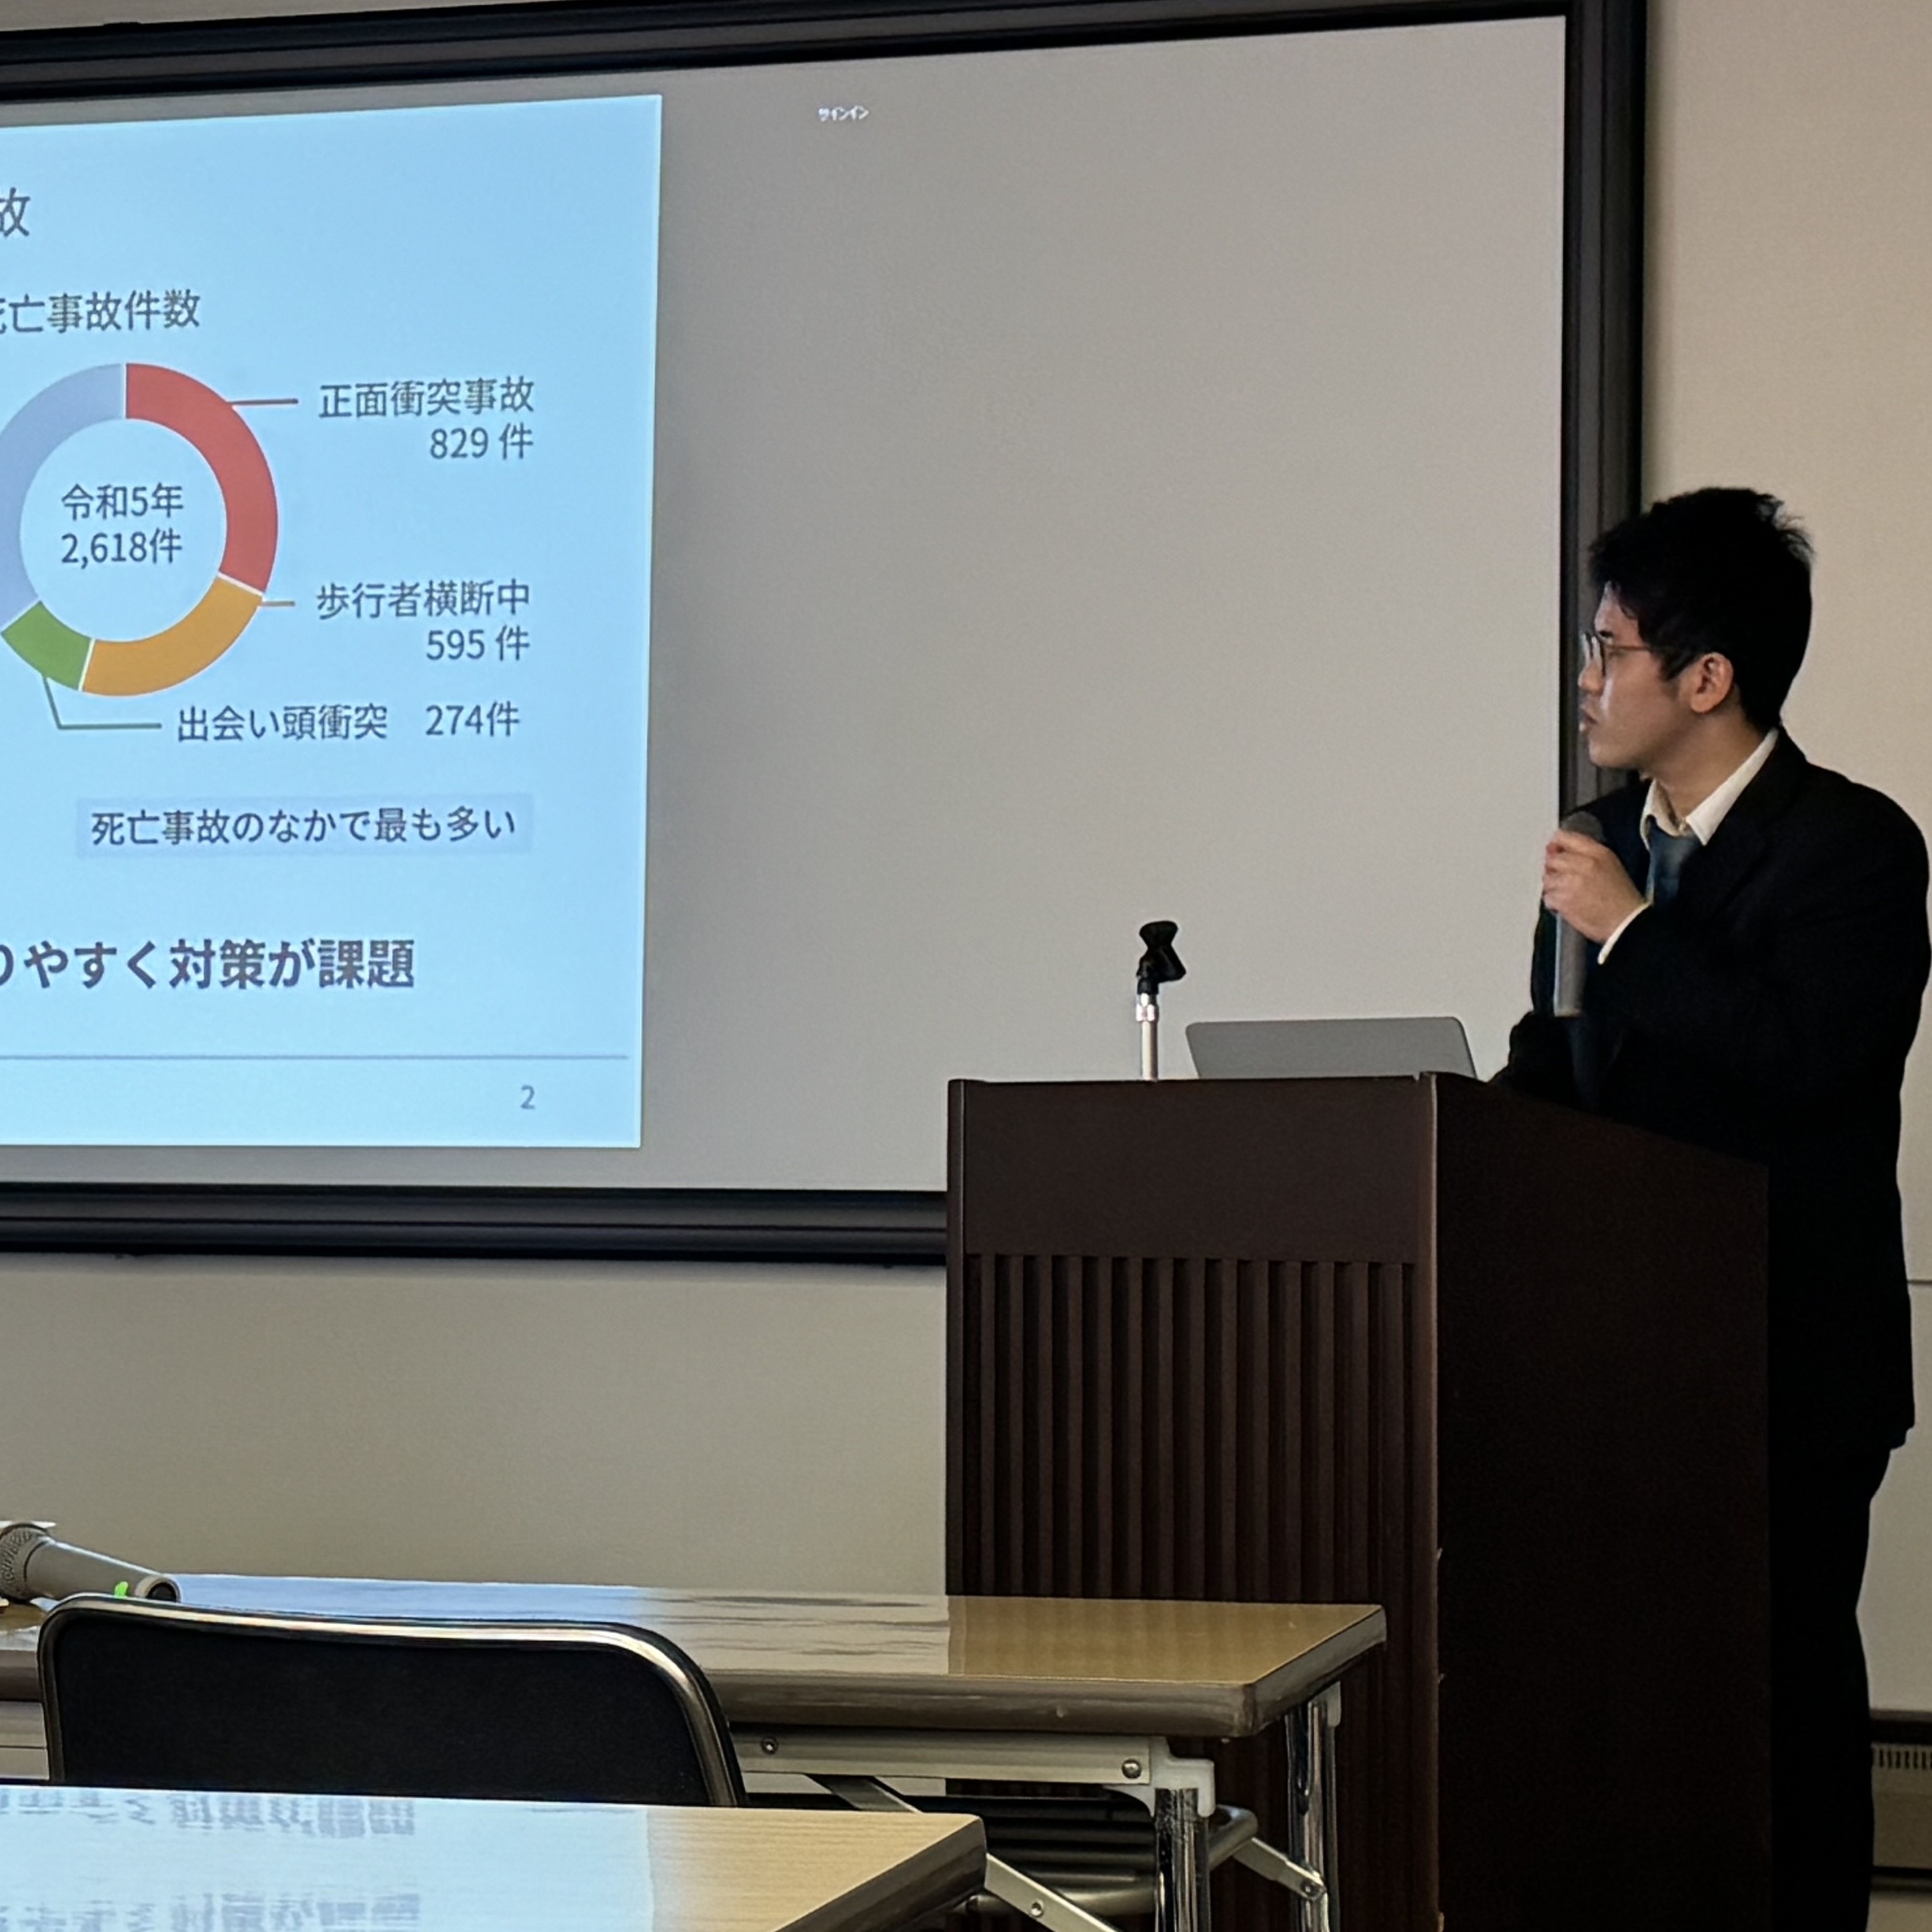 サインイン
故
死亡事故件数
正面衝突事故
829 件
令和5年
2,618件
歩行者横断中
595 件
出会い頭衝突 274件
死亡事故のなかで最も多い
りやすく対策が課題
2